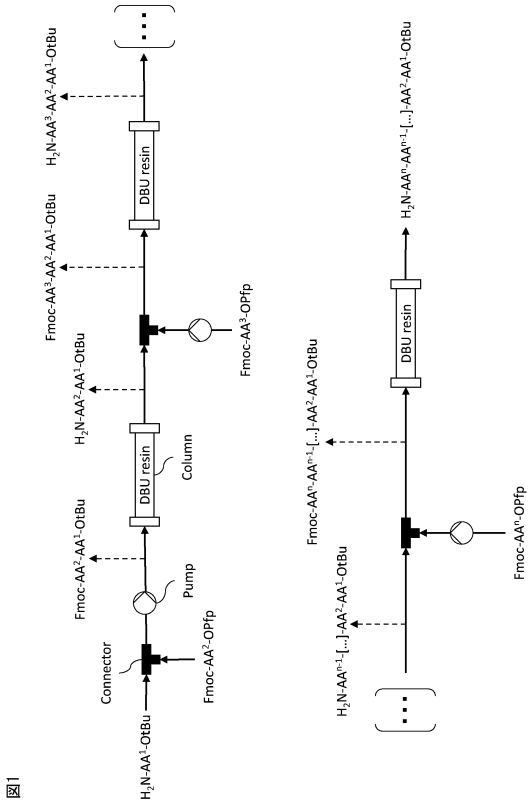 図1
H₂N-AA¹-OtBu
Connector
Fmoc-AA²-OPfp
Pump
Fmoc-AA²-AA¹-OtBu
DBU resin
Column
H₂N-AA²-AA¹-OtBu
Fmoc-AA³-OPfp
Fmoc-AA³-AA²-AA¹-OtBu
DBU resin
H₂N-AA³-AA²-AA¹-OtBu
H₂N-AAⁿ⁻¹-[...]-AA²-AA¹-OtBu
Fmoc-AAⁿ-OPfp
Fmoc-AAⁿ-AAⁿ⁻¹-[...]-AA²-AA¹-OtBu
DBU resin
H₂N-AAⁿ-AAⁿ⁻¹-[...]-AA²-AA¹-OtBu